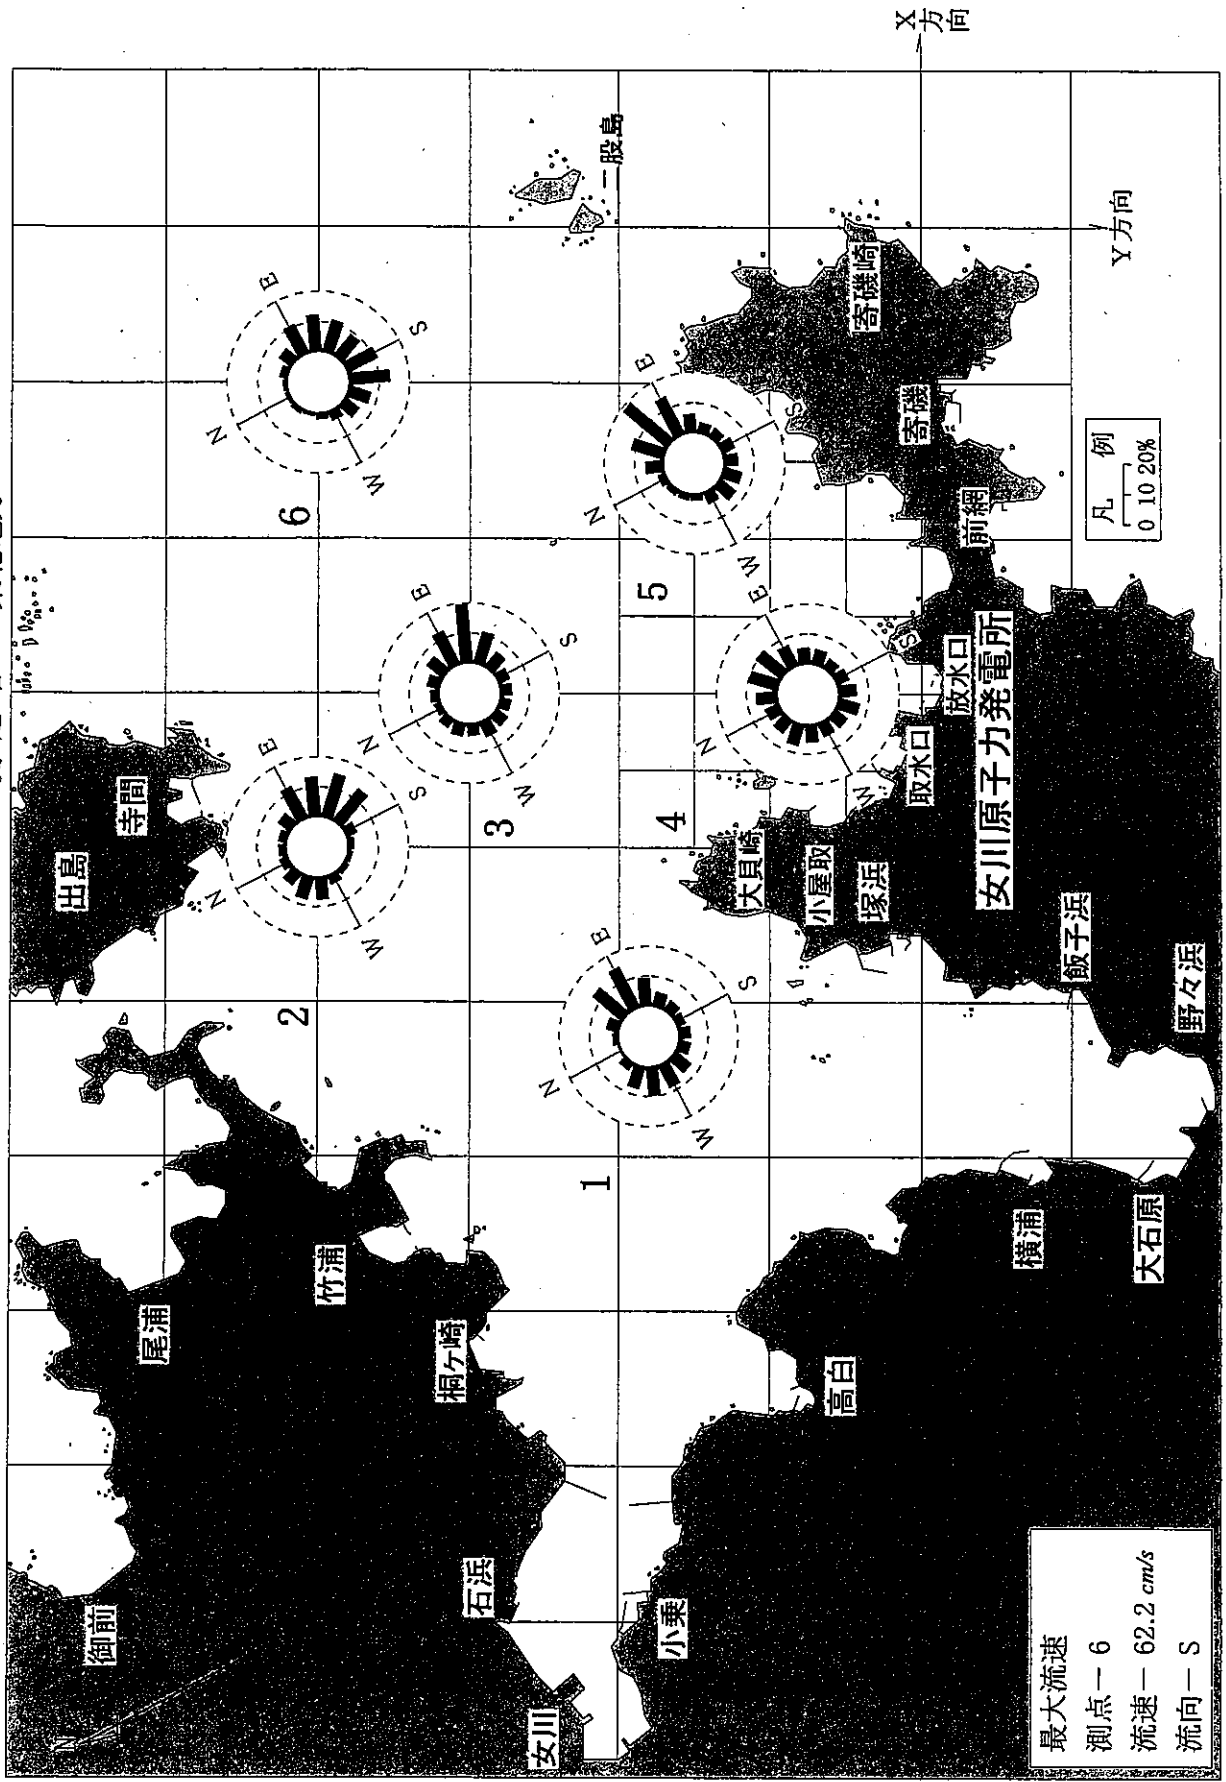 X方向
Y方向
二股島
出島
寺間
寄磯崎
寄磯
前網
尾浦
竹浦
桐ケ崎
御前
石浜
女川
小乗
高白
横浦
大石原
野々浜
飯子浜
塚浜
小屋取
大貝崎
取水口
放水口
女川原子力発電所
1
N
E
S
W
2
N
E
S
W
3
N
E
S
W
4
N
E
S
W
5
N
E
S
W
6
N
E
S
W
凡 例
0 10 20%
最大流速
測点－6
流速－62.2 cm/s
流向－S